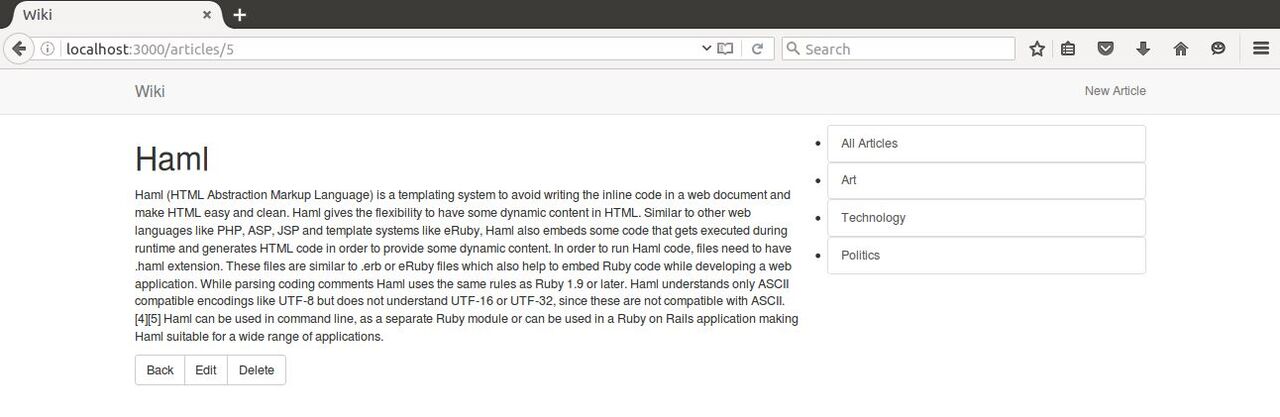 Wiki
localhost:3000/articles/5
Search
Wiki
New Article
Haml
Haml (HTML Abstraction Markup Language) is a templating system to avoid writing the inline code in a web document and
make HTML easy and clean. Haml gives the flexibility to have some dynamic content in HTML. Similar to other web
languages like PHP, ASP, JSP and template systems like eRuby, Haml also embeds some code that gets executed during
runtime and generates HTML code in order to provide some dynamic content. In order to run Haml code, files need to have
.haml extension. These files are similar to .erb or eRuby files which also help to embed Ruby code while developing a web
application. While parsing coding comments Haml uses the same rules as Ruby 1.9 or later. Haml understands only ASCII
compatible encodings like UTF-8 but does not understand UTF-16 or UTF-32, since these are not compatible with ASCII.
[4][5] Haml can be used in command line, as a separate Ruby module or can be used in a Ruby on Rails application making
Haml suitable for a wide range of applications.
Back Edit Delete
All Articles
Art
Technology
Politics